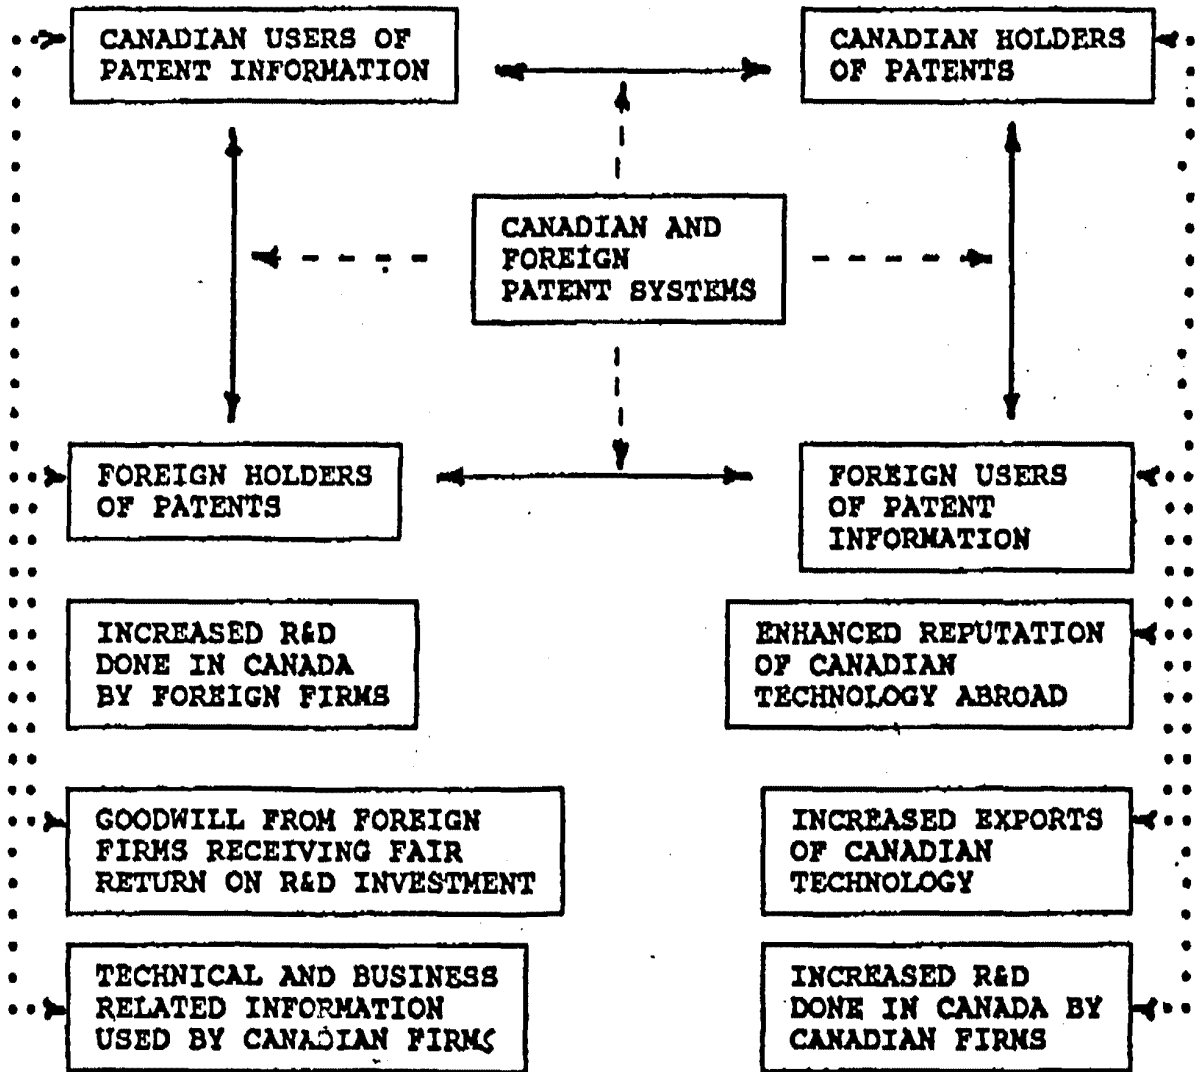 CANADIAN USERS OF
PATENT INFORMATION
CANADIAN HOLDERS
OF PATENTS
CANADIAN AND
FOREIGN
PATENT SYSTEMS
FOREIGN HOLDERS
OF PATENTS
FOREIGN USERS
OF PATENT
INFORMATION
INCREASED R&D
DONE IN CANADA
BY FOREIGN FIRMS
ENHANCED REPUTATION
OF CANADIAN
TECHNOLOGY ABROAD
GOODWILL FROM FOREIGN
FIRMS RECEIVING FAIR
RETURN ON R&D INVESTMENT
INCREASED EXPORTS
OF CANADIAN
TECHNOLOGY
TECHNICAL AND BUSINESS
RELATED INFORMATION
USED BY CANADIAN FIRMS
INCREASED R&D
DONE IN CANADA BY
CANADIAN FIRMS